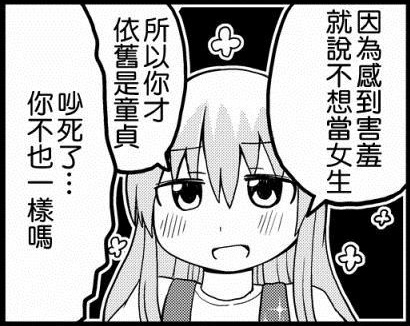 因為感到害羞
就說不想當女生
所以你才
依舊是童貞
吵死了…
你不也一樣嗎